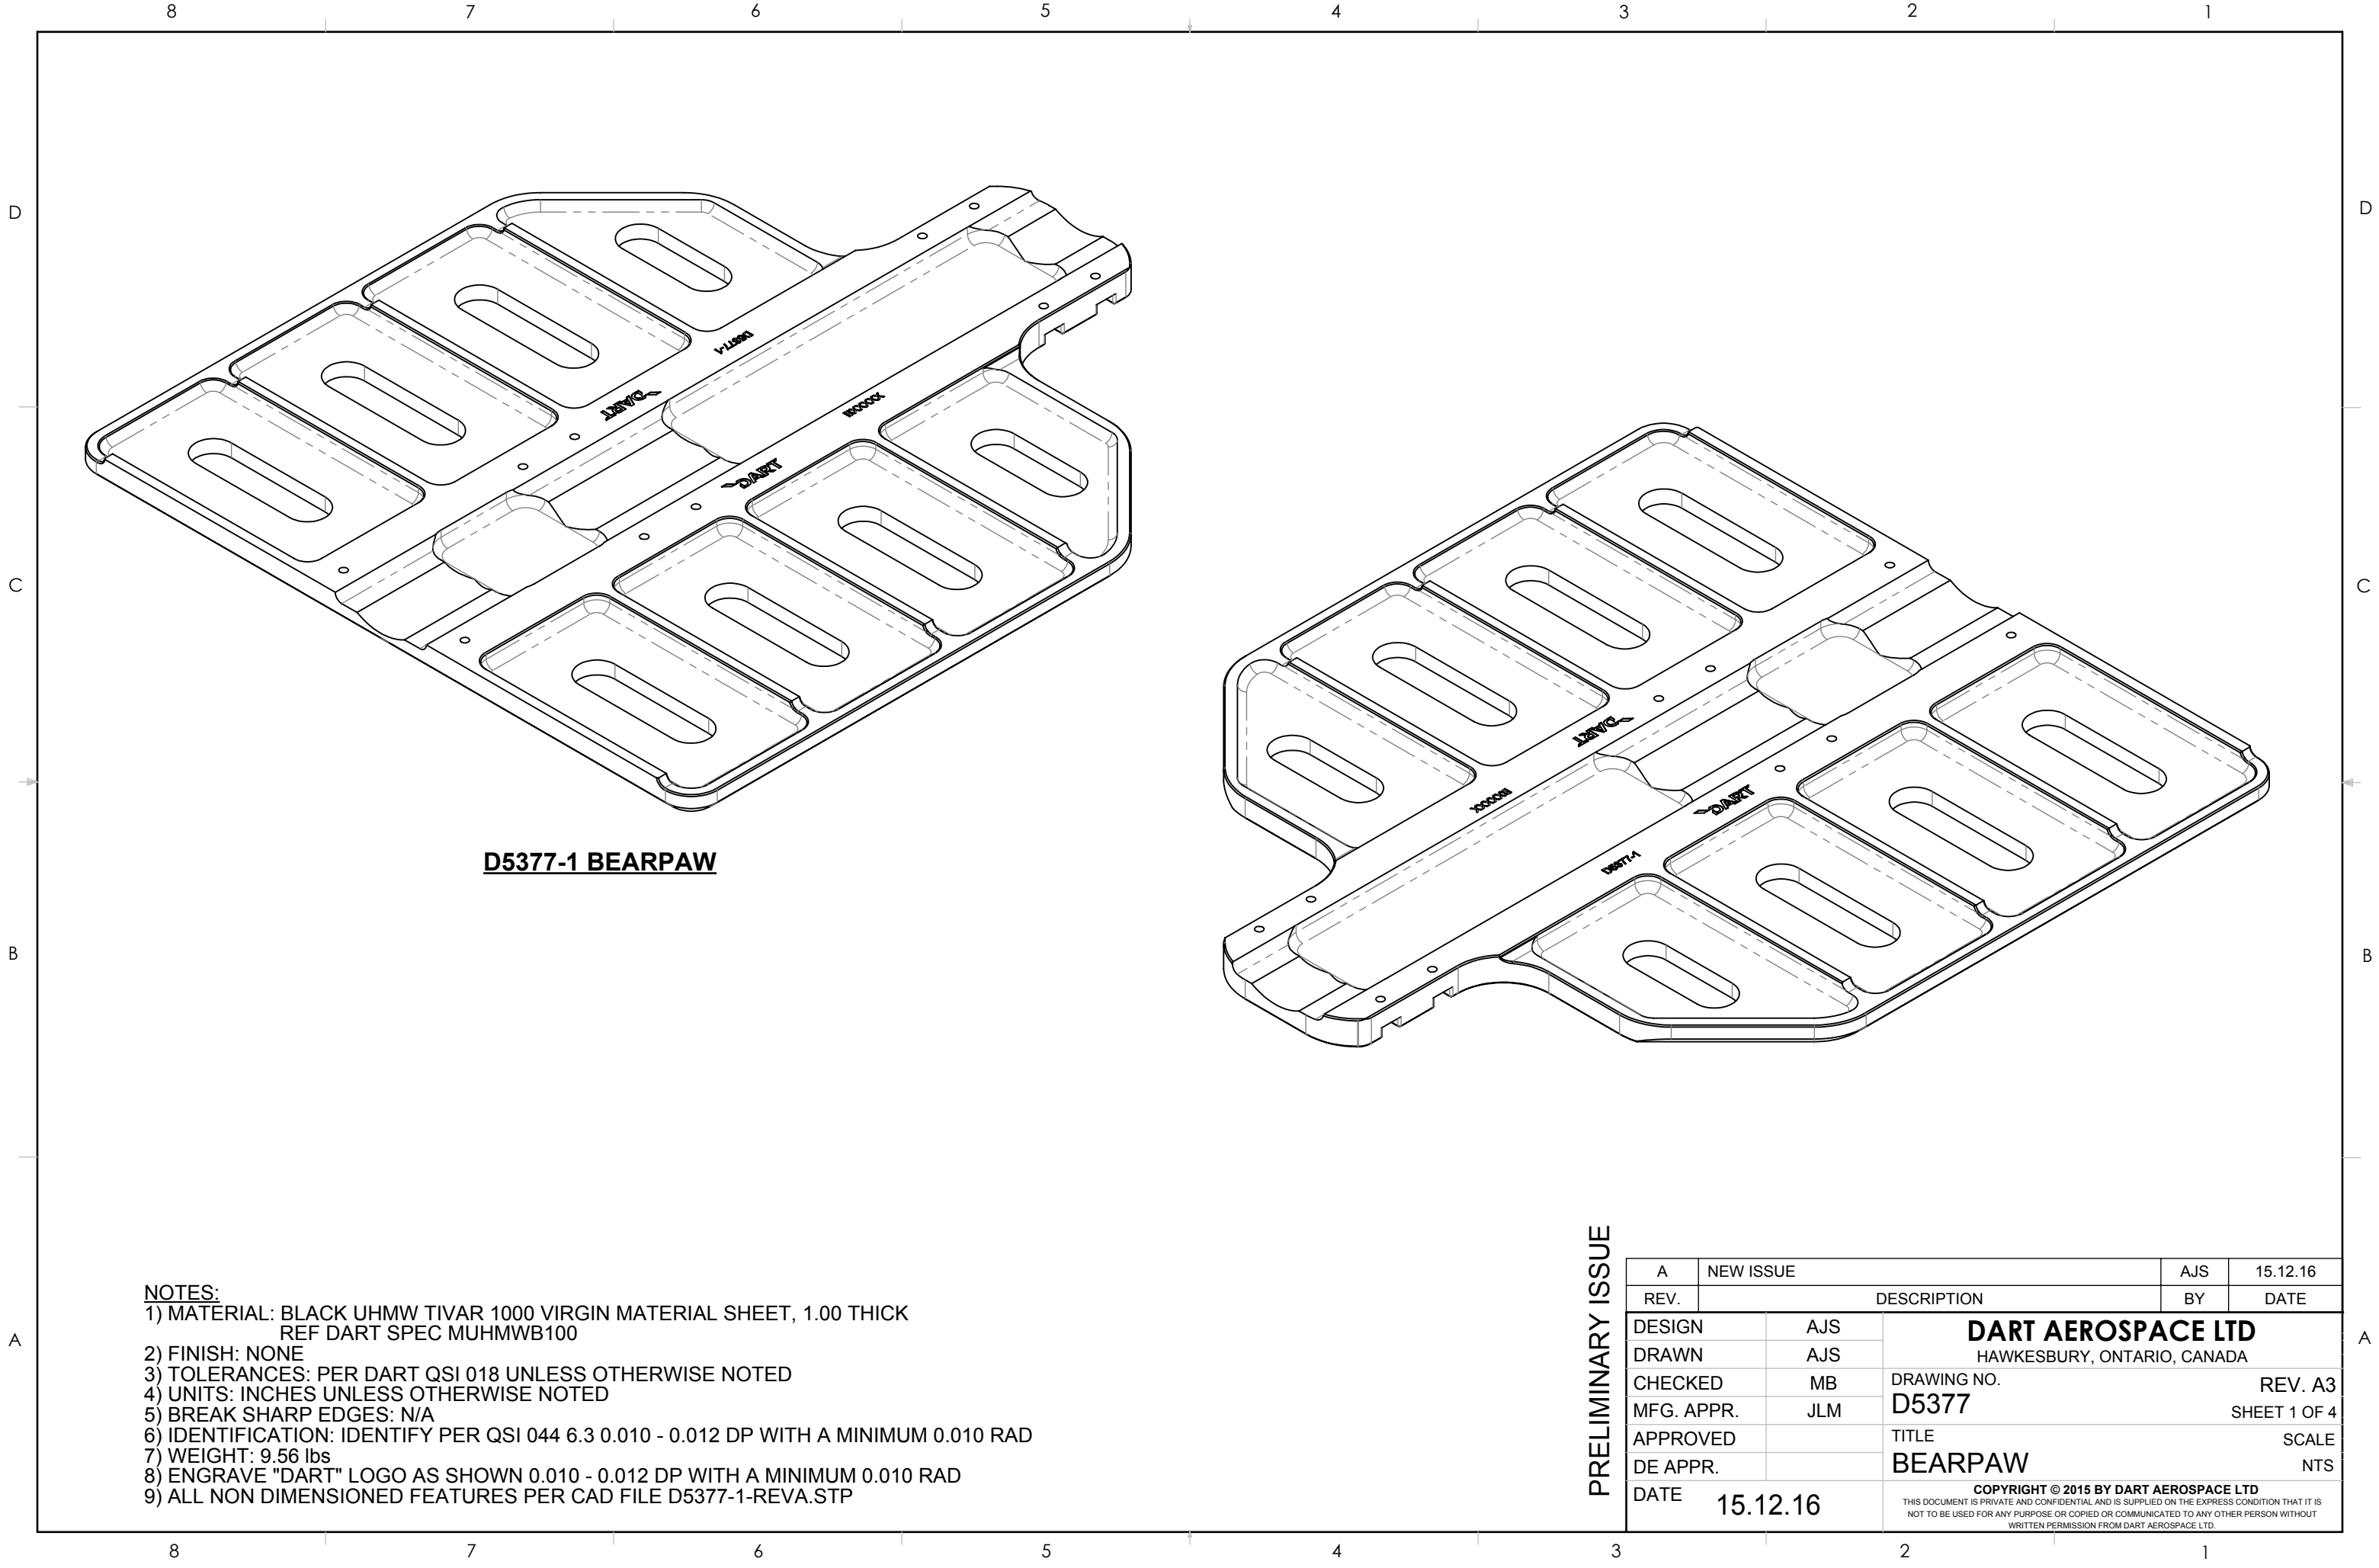 8 7 6 5 4 3 2 1
D D
C C
B B
A A
D5377-1
DART
XXXXXX
DART
D5377-1 BEARPAW
DART
XXXXXX
DART
D5377-1
NOTES:
1) MATERIAL: BLACK UHMW TIVAR 1000 VIRGIN MATERIAL SHEET, 1.00 THICK
REF DART SPEC MUHMWB100
2) FINISH: NONE
3) TOLERANCES: PER DART QSI 018 UNLESS OTHERWISE NOTED
4) UNITS: INCHES UNLESS OTHERWISE NOTED
5) BREAK SHARP EDGES: N/A
6) IDENTIFICATION: IDENTIFY PER QSI 044 6.3 0.010 - 0.012 DP WITH A MINIMUM 0.010 RAD
7) WEIGHT: 9.56 lbs
8) ENGRAVE "DART" LOGO AS SHOWN 0.010 - 0.012 DP WITH A MINIMUM 0.010 RAD
9) ALL NON DIMENSIONED FEATURES PER CAD FILE D5377-1-REVA.STP
PRELIMINARY ISSUE
A NEW ISSUE AJS 15.12.16
REV. DESCRIPTION BY DATE
DESIGN AJS
DRAWN AJS
CHECKED MB
MFG. APPR. JLM
APPROVED
DE APPR.
DATE 15.12.16
DART AEROSPACE LTD
HAWKESBURY, ONTARIO, CANADA
DRAWING NO. REV. A3
D5377 SHEET 1 OF 4
TITLE SCALE
BEARPAW NTS
COPYRIGHT © 2015 BY DART AEROSPACE LTD
THIS DOCUMENT IS PRIVATE AND CONFIDENTIAL AND IS SUPPLIED ON THE EXPRESS CONDITION THAT IT IS
NOT TO BE USED FOR ANY PURPOSE OR COPIED OR COMMUNICATED TO ANY OTHER PERSON WITHOUT
WRITTEN PERMISSION FROM DART AEROSPACE LTD.
8 7 6 5 4 3 2 1